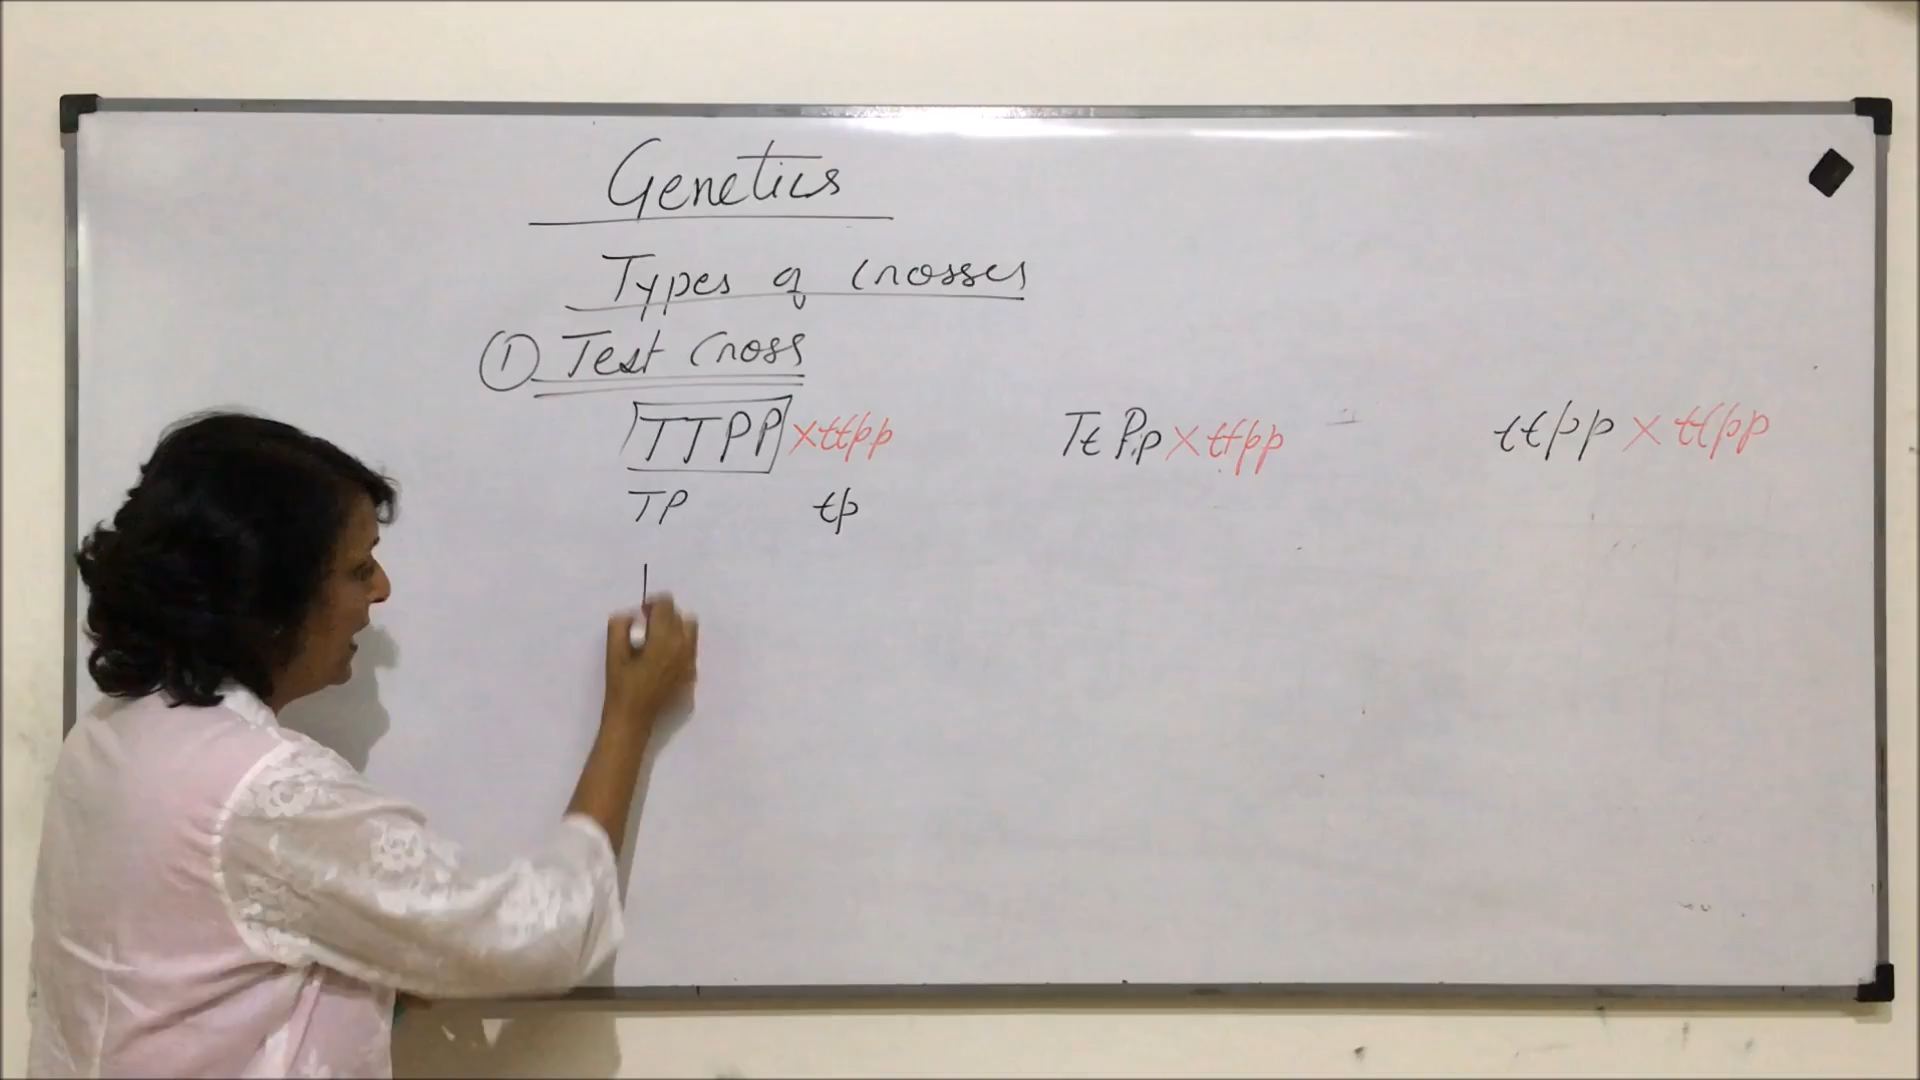 Genetics
Types of Crosses
① Test Cross
TTPP × ttpp TtPp × ttpp ttpp × ttpp
TP tp